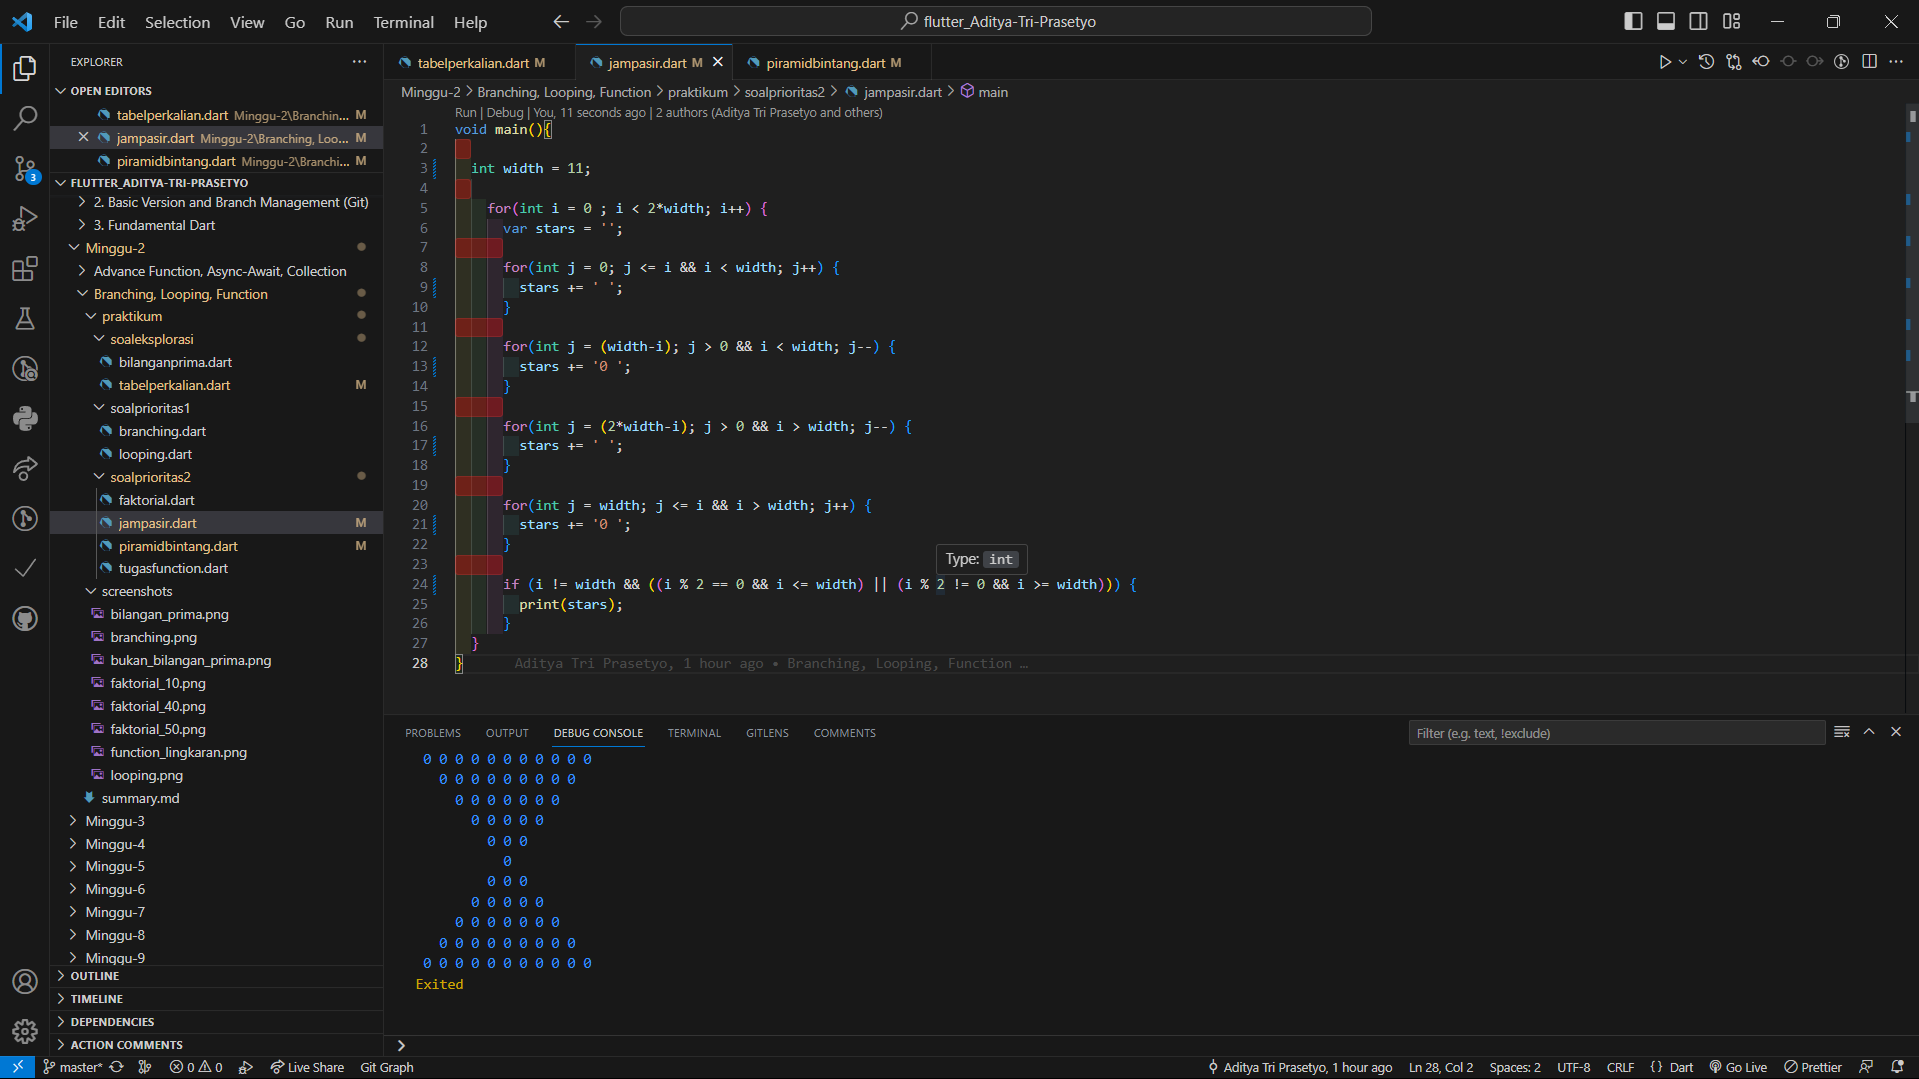 File Edit Selection View Go Run Terminal Help
flutter_Aditya-Tri-Prasetyo
EXPLORER
OPEN EDITORS
tabelperkalian.dart Minggu-2\Branchin... M
jampasir.dart Minggu-2\Branching, Loo... M
piramidbintang.dart Minggu-2\Branchi... M
FLUTTER_ADITYA-TRI-PRASETYO
2. Basic Version and Branch Management (Git)
3. Fundamental Dart
Minggu-2
Advance Function, Async-Await, Collection
Branching, Looping, Function
praktikum
soaleksplorasi
bilanganprima.dart
tabelperkalian.dart M
soalprioritas1
branching.dart
looping.dart
soalprioritas2
faktorial.dart
jampasir.dart M
piramidbintang.dart M
tugasfunction.dart
screenshots
bilangan_prima.png
branching.png
bukan_bilangan_prima.png
faktorial_10.png
faktorial_40.png
faktorial_50.png
function_lingkaran.png
looping.png
summary.md
Minggu-3
Minggu-4
Minggu-5
Minggu-6
Minggu-7
Minggu-8
Minggu-9
OUTLINE
TIMELINE
DEPENDENCIES
ACTION COMMENTS
3
tabelperkalian.dart M jampasir.dart M piramidbintang.dart M
Minggu-2 > Branching, Looping, Function > praktikum > soalprioritas2 > jampasir.dart > main
Run | Debug | You, 11 seconds ago | 2 authors (Aditya Tri Prasetyo and others)
1 void main(){
2
3 int width = 11;
4
5 for(int i = 0 ; i < 2*width; i++) {
6 var stars = '';
7
8 for(int j = 0; j <= i && i < width; j++) {
9 stars += ' ';
10 }
11
12 for(int j = (width-i); j > 0 && i < width; j--) {
13 stars += '0 ';
14 }
15
16 for(int j = (2*width-i); j > 0 && i > width; j--) {
17 stars += ' ';
18 }
19
20 for(int j = width; j <= i && i > width; j++) {
21 stars += '0 ';
22 }
23
Type: int
24 if (i != width && ((i % 2 == 0 && i <= width) || (i % 2 != 0 && i >= width))) {
25 print(stars);
26 }
27 }
28 } Aditya Tri Prasetyo, 1 hour ago • Branching, Looping, Function …
PROBLEMS OUTPUT DEBUG CONSOLE TERMINAL GITLENS COMMENTS
Filter (e.g. text, !exclude)
0 0 0 0 0 0 0 0 0 0 0
0 0 0 0 0 0 0 0 0
0 0 0 0 0 0 0
0 0 0 0 0
0 0 0
0
0 0 0
0 0 0 0 0
0 0 0 0 0 0 0
0 0 0 0 0 0 0 0 0
0 0 0 0 0 0 0 0 0 0 0
Exited
master* 0 0 Live Share Git Graph
Aditya Tri Prasetyo, 1 hour ago Ln 28, Col 2 Spaces: 2 UTF-8 CRLF {} Dart Go Live Prettier